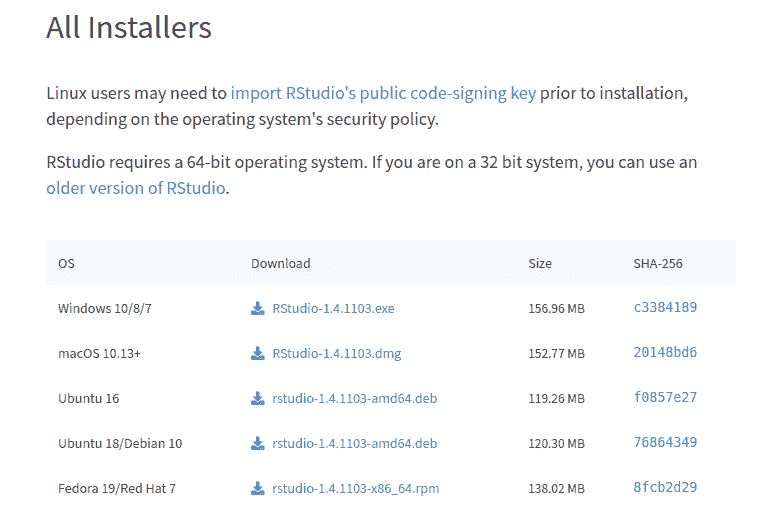 All Installers
Linux users may need to import RStudio's public code-signing key prior to installation,
depending on the operating system's security policy.
RStudio requires a 64-bit operating system. If you are on a 32 bit system, you can use an
older version of RStudio.
OS Download Size SHA-256
Windows 10/8/7 RStudio-1.4.1103.exe 156.96 MB c3384189
macOS 10.13+ RStudio-1.4.1103.dmg 152.77 MB 20148bd6
Ubuntu 16 rstudio-1.4.1103-amd64.deb 119.26 MB f0857e27
Ubuntu 18/Debian 10 rstudio-1.4.1103-amd64.deb 120.30 MB 76864349
Fedora 19/Red Hat 7 rstudio-1.4.1103-x86_64.rpm 138.02 MB 8fcb2d29